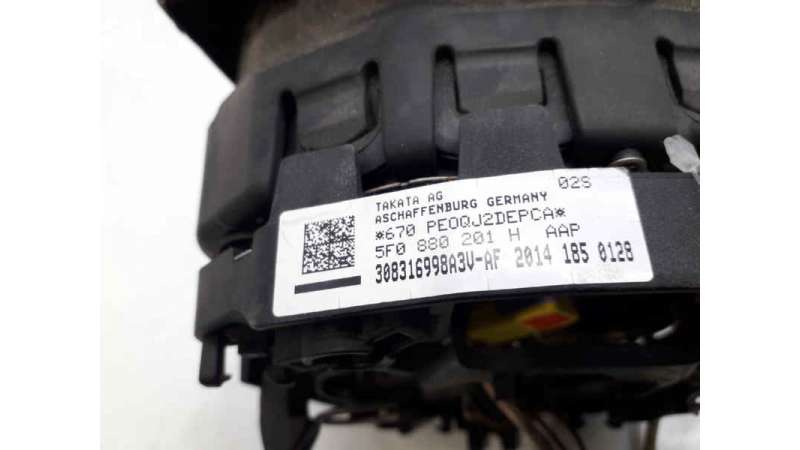 TAKATA AG 02S
ASCHAFFENBURG GERMANY
*670 PEOQJ2DEPCA*
5F0 880 201 H AAP
308316998A3V-AF 2014 185 0128